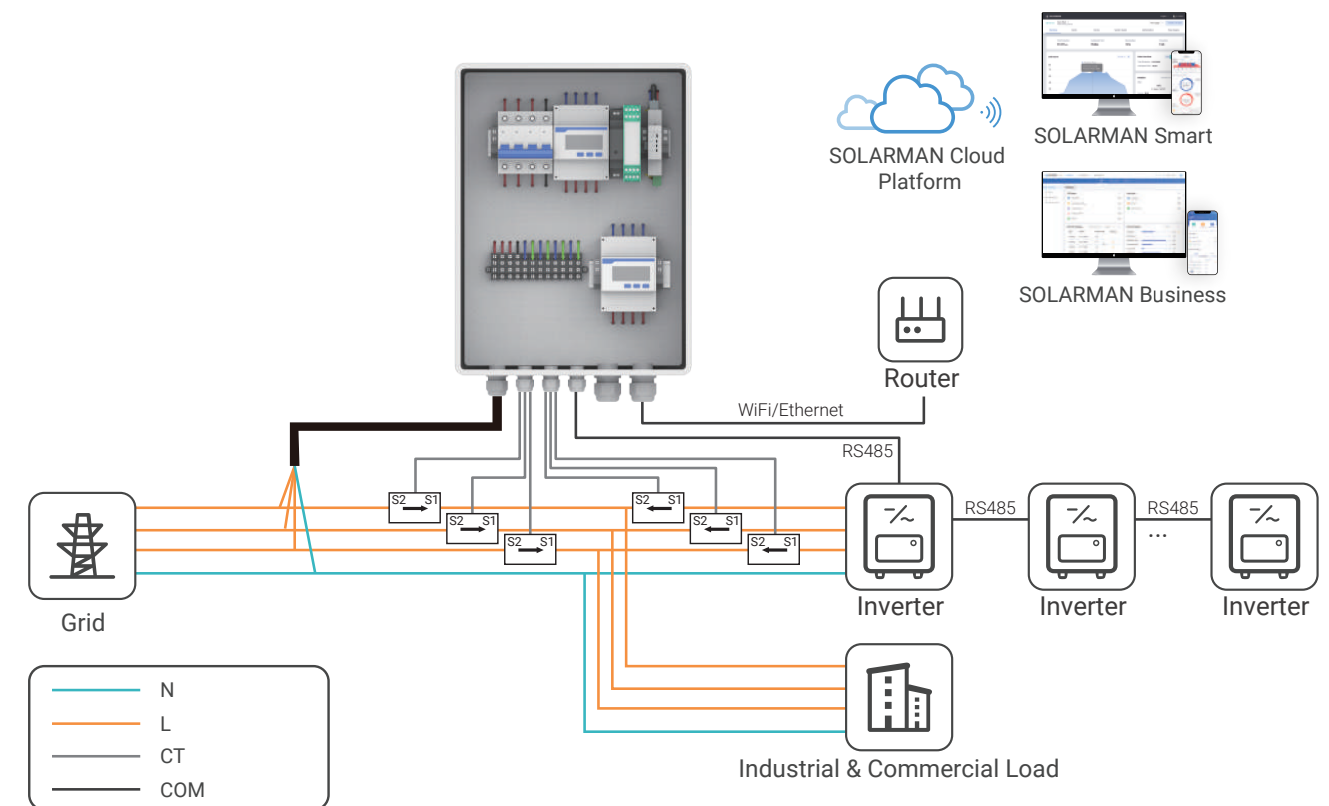 SOLARMAN Smart
SOLARMAN Cloud
Platform
SOLARMAN Business
Router
WiFi/Ethernet
RS485
S2 S1
S2 S1
S2 S1
S2 S1
S2 S1
S2 S1
RS485
RS485
...
Grid
Inverter
Inverter
Inverter
N
L
CT
COM
Industrial & Commercial Load